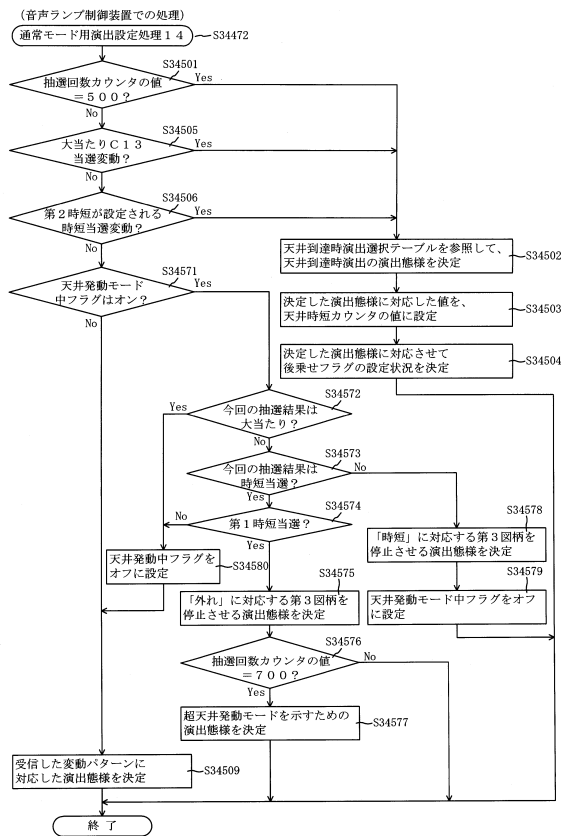 (音声ランプ制御装置での処理)
通常モード用演出設定処理14
S34472
S34501
抽選回数カウンタの値
＝500?
Yes
No
S34505
大当たりC13
当選変動?
Yes
No
S34506
第2時短が設定される
時短当選変動?
Yes
No
天井到達時演出選択テーブルを参照して、
天井到達時演出の演出態様を決定
S34502
S34571
天井発動モード
中フラグはオン?
Yes
No
決定した演出態様に対応した値を、
天井時短カウンタの値に設定
S34503
決定した演出態様に対応させて
後乗せフラグの設定状況を決定
S34504
S34572
今回の抽選結果は
大当たり?
Yes
No
S34573
今回の抽選結果は
時短当選?
No
Yes
S34574
第1時短当選?
No
Yes
S34578
「時短」に対応する第3図柄を
停止させる演出態様を決定
天井発動中フラグを
オフに設定
S34580
S34575
「外れ」に対応する第3図柄を
停止させる演出態様を決定
S34579
天井発動モード中フラグをオフ
に設定
S34576
抽選回数カウンタの値
＝700?
No
Yes
超天井発動モードを示すための
演出態様を決定
S34577
受信した変動パターンに
対応した演出態様を決定
S34509
終了